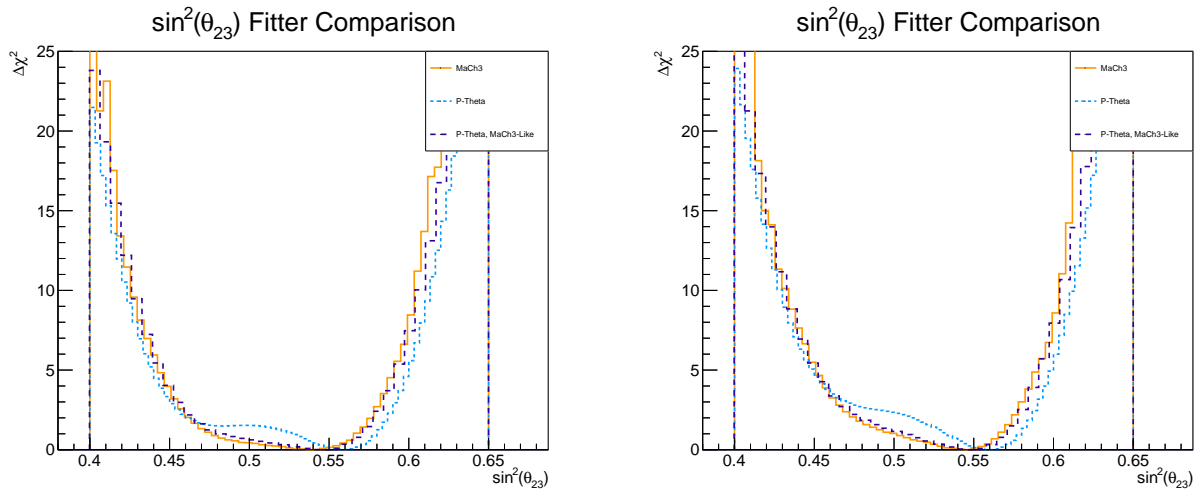 sin²(θ₂₃) Fitter Comparison
Δχ²
25
20
15
10
5
0
MaCh3
P-Theta
P-Theta, MaCh3-Like
0.4 0.45 0.5 0.55 0.6 0.65
sin²(θ₂₃)
sin²(θ₂₃) Fitter Comparison
Δχ²
25
20
15
10
5
0
MaCh3
P-Theta
P-Theta, MaCh3-Like
0.4 0.45 0.5 0.55 0.6 0.65
sin²(θ₂₃)